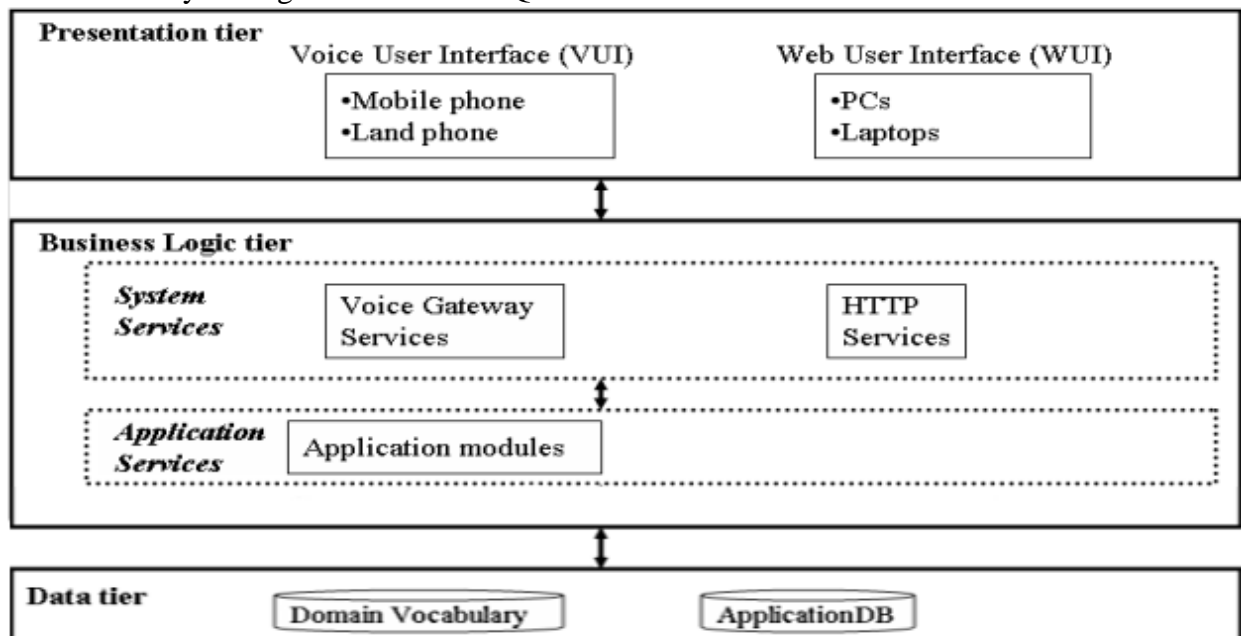 Presentation tier
Voice User Interface (VUI)
Web User Interface (WUI)
•Mobile phone
•Land phone
•PCs
•Laptops
Business Logic tier
System
Services
Voice Gateway
Services
HTTP
Services
Application
Services
Application modules
Data tier
Domain Vocabulary
ApplicationDB